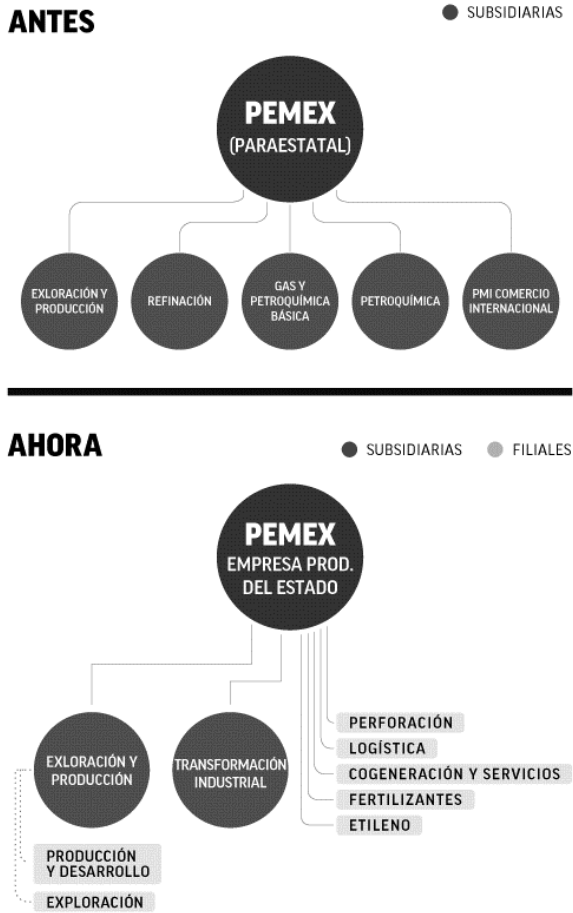 ANTES
SUBSIDIARIAS
PEMEX
(PARAESTATAL)
EXLORACIÓN Y
PRODUCCIÓN
REFINACIÓN
GAS Y
PETROQUÍMICA
BÁSICA
PETROQUÍMICA
PMI COMERCIO
INTERNACIONAL
AHORA
SUBSIDIARIAS
FILIALES
PEMEX
EMPRESA PROD.
DEL ESTADO
EXLORACIÓN Y
PRODUCCIÓN
TRANSFORMACIÓN
INDUSTRIAL
PERFORACIÓN
LOGÍSTICA
COGENERACIÓN Y SERVICIOS
FERTILIZANTES
ETILENO
PRODUCCIÓN
Y DESARROLLO
EXPLORACIÓN